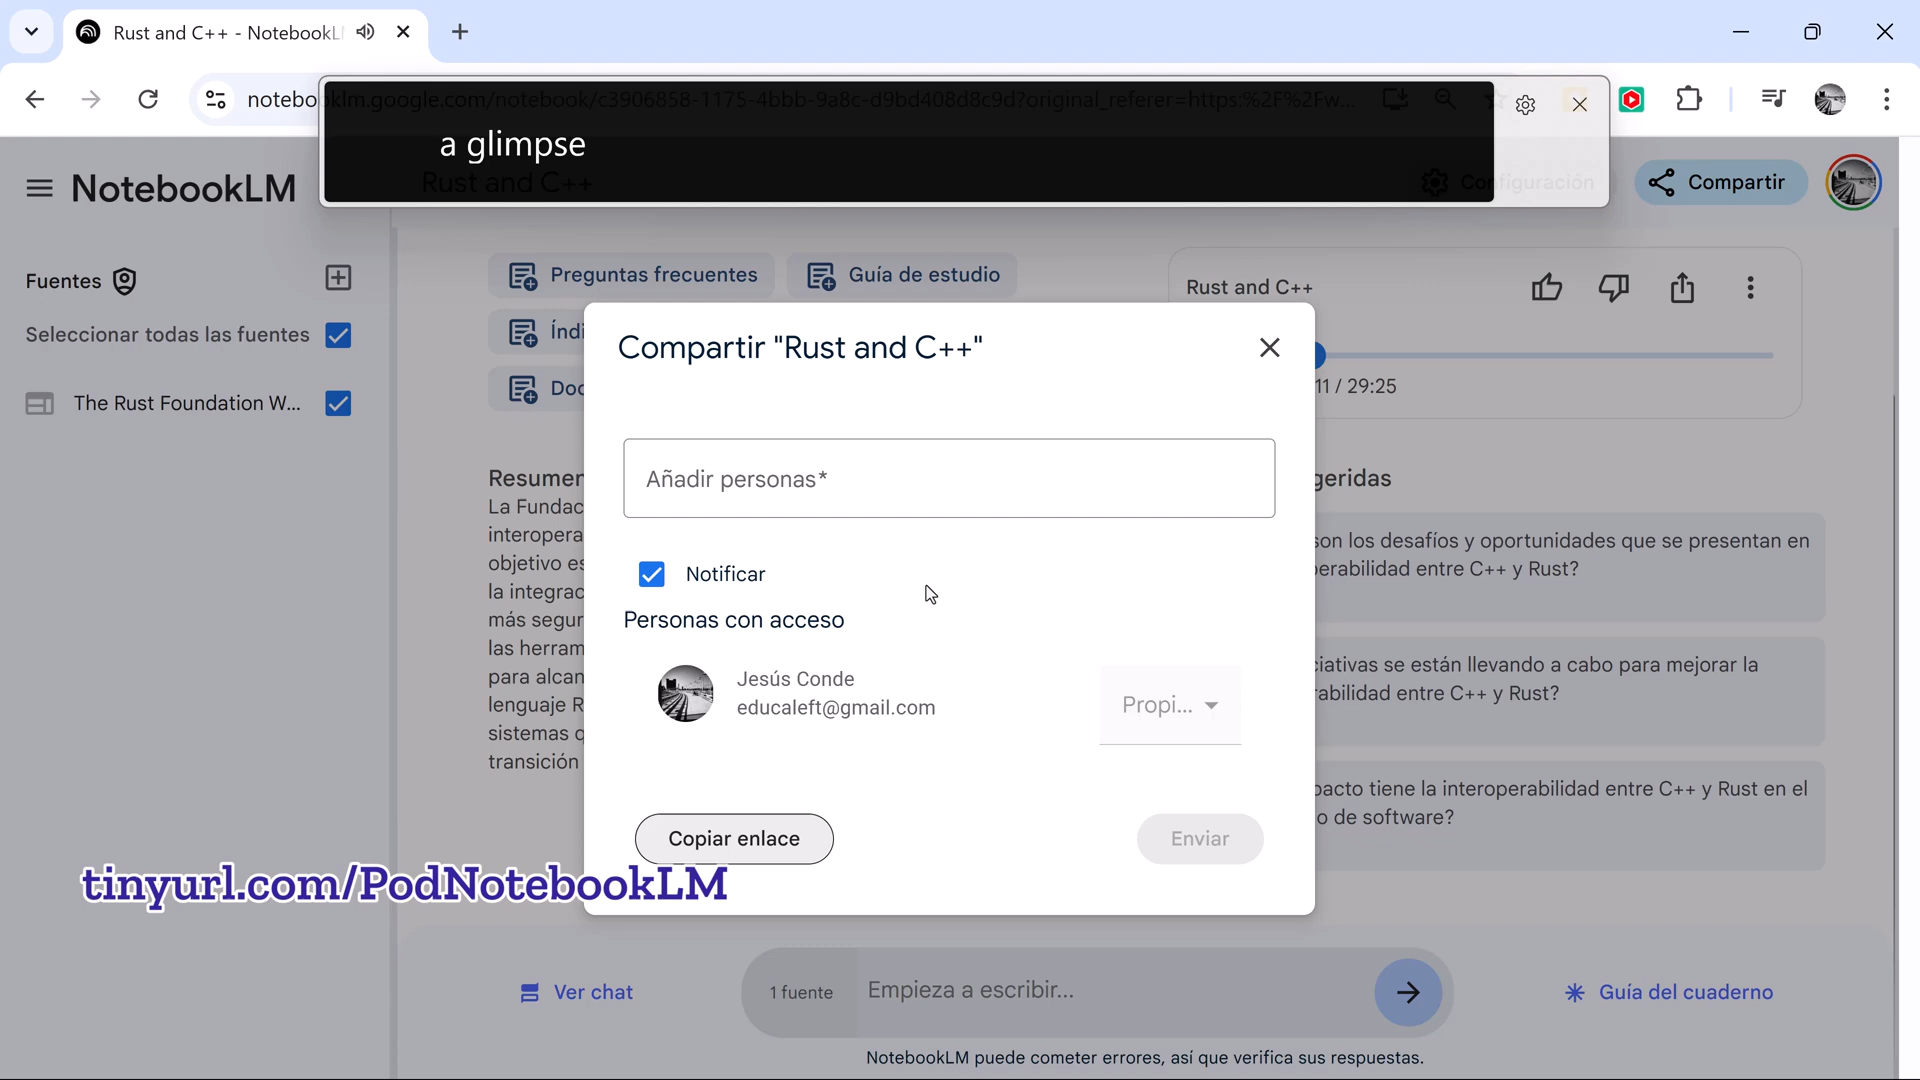 Rust and C++ - NotebookL
notebooklm.google.com/notebook/c3906858-1175-4bbb-9a8c-d9bd408d8c9d?original_referer=https:%2F%2Fw...
a glimpse
NotebookLM
Rust and C++
Configuración
Compartir
Fuentes
Seleccionar todas las fuentes
The Rust Foundation W...
Preguntas frecuentes
Guía de estudio
Índi
Doc
Rust and C++
11 / 29:25
Compartir "Rust and C++"
Añadir personas*
Notificar
Personas con acceso
Jesús Conde
educaleft@gmail.com
Propi...
Copiar enlace
Enviar
Resumen
La Fundac
interopera
objetivo es
la integrac
más segur
las herram
para alcan
lenguaje R
sistemas q
transición
geridas
son los desafíos y oportunidades que se presentan en
perabilidad entre C++ y Rust?
ciativas se están llevando a cabo para mejorar la
rabilidad entre C++ y Rust?
pacto tiene la interoperabilidad entre C++ y Rust en el
o de software?
tinyurl.com/PodNotebookLM
Ver chat
1 fuente
Empieza a escribir...
Guía del cuaderno
NotebookLM puede cometer errores, así que verifica sus respuestas.